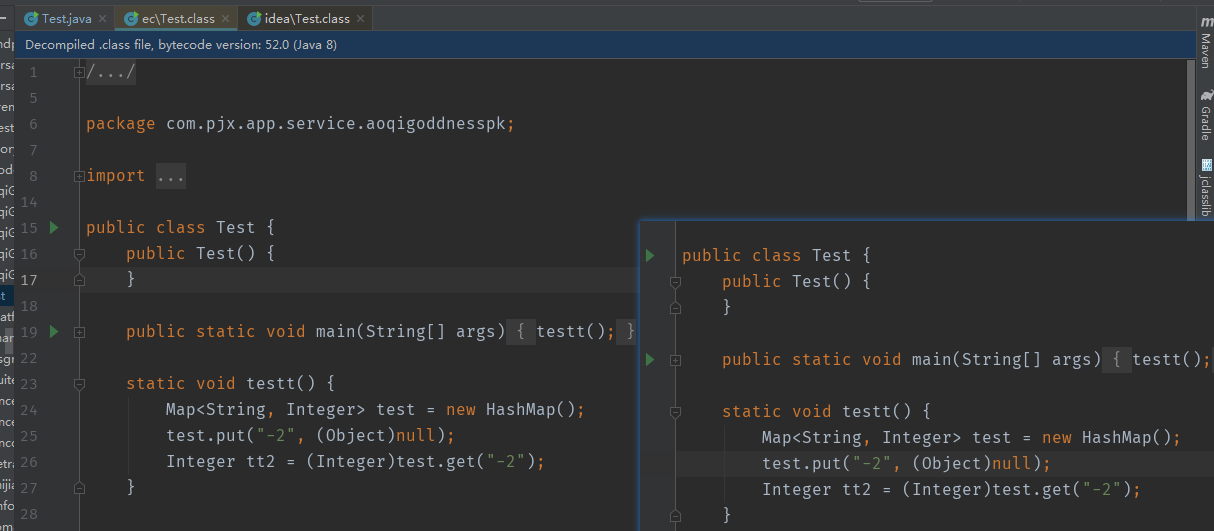 Test.java × ec\Test.class × idea\Test.class ×
Decompiled .class file, bytecode version: 52.0 (Java 8)
1 /.../
5
6 package com.pjx.app.service.aoqigoddnesspk;
7
8 import ...
14
15 public class Test {
16 public Test() {
17 }
18
19 public static void main(String[] args) { testt(); }
22
23 static void testt() {
24 Map<String, Integer> test = new HashMap();
25 test.put("-2", (Object)null);
26 Integer tt2 = (Integer)test.get("-2");
27 }
28
public class Test {
public Test() {
}
public static void main(String[] args) { testt();
static void testt() {
Map<String, Integer> test = new HashMap();
test.put("-2", (Object)null);
Integer tt2 = (Integer)test.get("-2");
}
Maven
Gradle
jclasslib